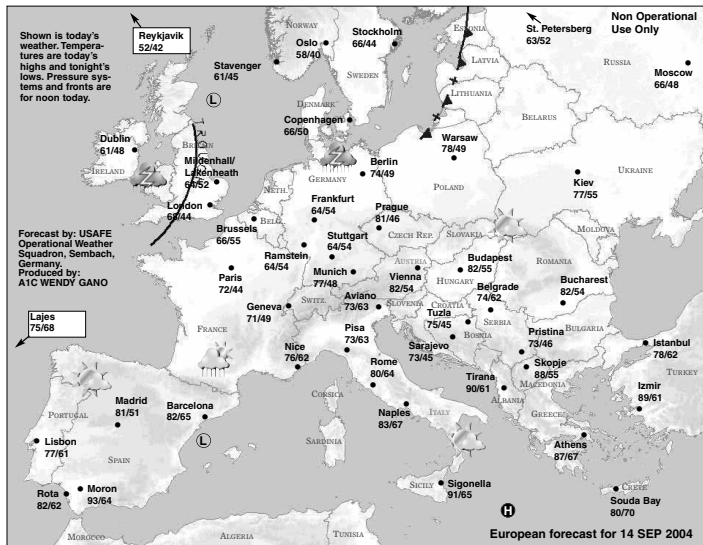 Shown is today's
weather. Tempera-
tures are today's
highs and tonight's
lows. Pressure sys-
tems and fronts are
for noon today.
Reykjavik
52/42
NORWAY
Oslo
58/40
Stockholm
66/44
SWEDEN
Stavenger
61/45
ESTONIA
St. Petersberg
63/52
Non Operational
Use Only
LATVIA
RUSSIA
Moscow
66/48
LITHUANIA
L
DENMARK
Copenhagen
66/50
BELARUS
Dublin
61/48
IRELAND
BRITAIN
TROUGH
Mildenhall/
Lakenheath
64/52
London
68/44
Warsaw
78/49
POLAND
Berlin
74/49
GERMANY
NETH.
UKRAINE
Kiev
77/55
Frankfurt
64/54
Prague
81/46
BELG.
Brussels
66/55
CZECH REP.
SLOVAKIA
MOLDOVA
Forecast by: USAFE
Operational Weather
Squadron, Sembach,
Germany.
Produced by:
A1C WENDY GANO
Ramstein
64/54
Stuttgart
64/54
Munich
77/48
AUSTRIA
Vienna
82/54
Budapest
82/55
HUNGARY
ROMANIA
Paris
72/44
Bucharest
82/54
Belgrade
74/62
Geneva
71/49
SWITZ.
Aviano
73/63
SLOVENIA
CROATIA
Tuzla
75/45
BOSNIA
SERBIA
Lajes
75/68
FRANCE
Pisa
73/63
Sarajevo
73/45
Pristina
73/46
BULGARIA
Istanbul
78/62
Nice
76/62
Rome
80/64
Skopje
88/55
MACEDONIA
Tirana
90/61
ALBANIA
TURKEY
Izmir
89/61
Madrid
81/51
Barcelona
82/65
CORSICA
PORTUGAL
Naples
83/67
ITALY
GREECE
Lisbon
77/61
L
SARDINIA
Athens
87/67
SPAIN
Rota
82/62
Moron
93/64
SICILY
Sigonella
91/65
CRETE
Souda Bay
80/70
H
MOROCCO
ALGERIA
TUNISIA
European forecast for 14 SEP 2004